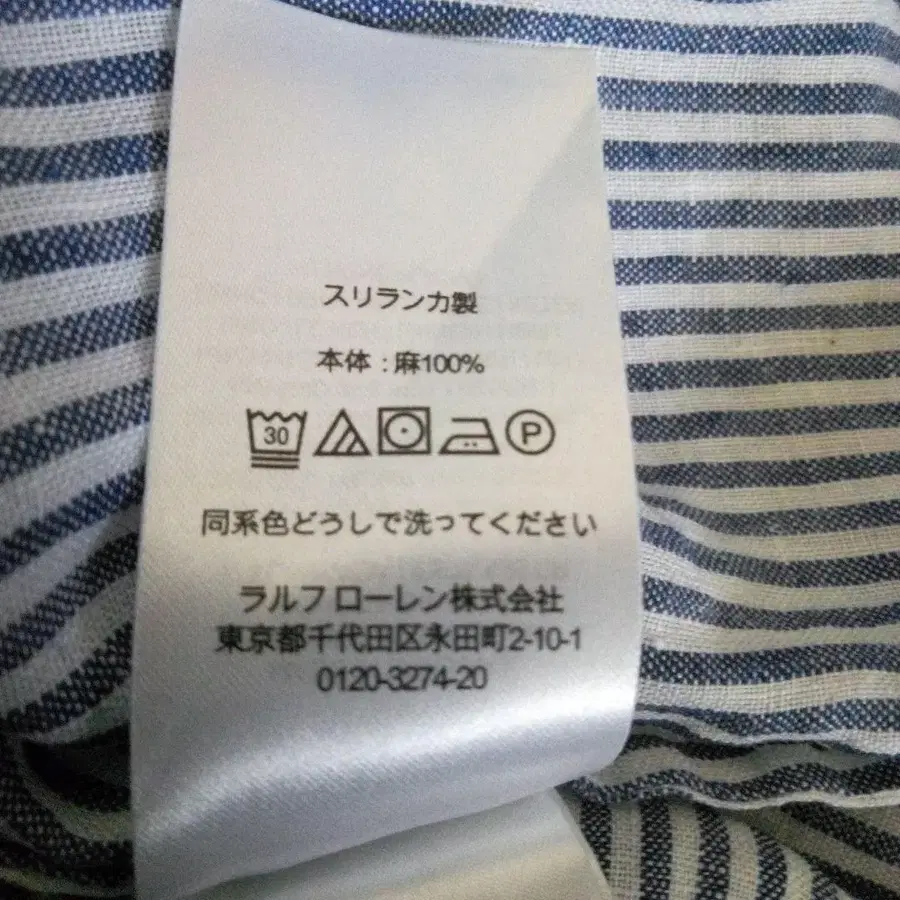 スリランカ製
本体 : 麻100%
30 P
同系色どうしで洗ってください
ラルフ ローレン株式会社
東京都千代田区永田町2-10-1
0120-3274-20